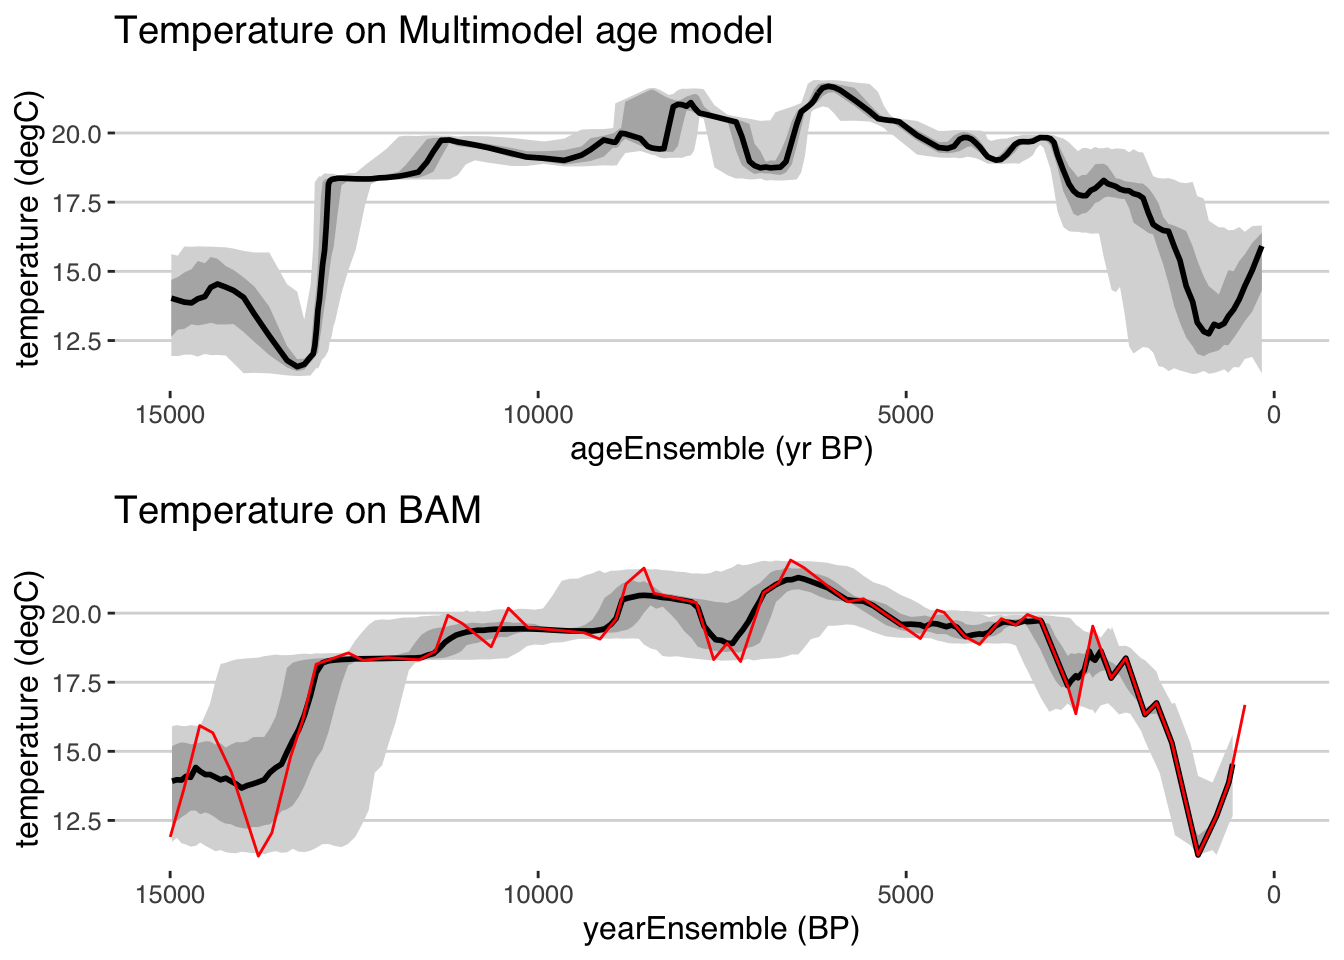 Temperature on Multimodel age model
temperature (degC)
20.0
17.5
15.0
12.5
15000 10000 5000 0
ageEnsemble (yr BP)
Temperature on BAM
temperature (degC)
20.0
17.5
15.0
12.5
15000 10000 5000 0
yearEnsemble (BP)